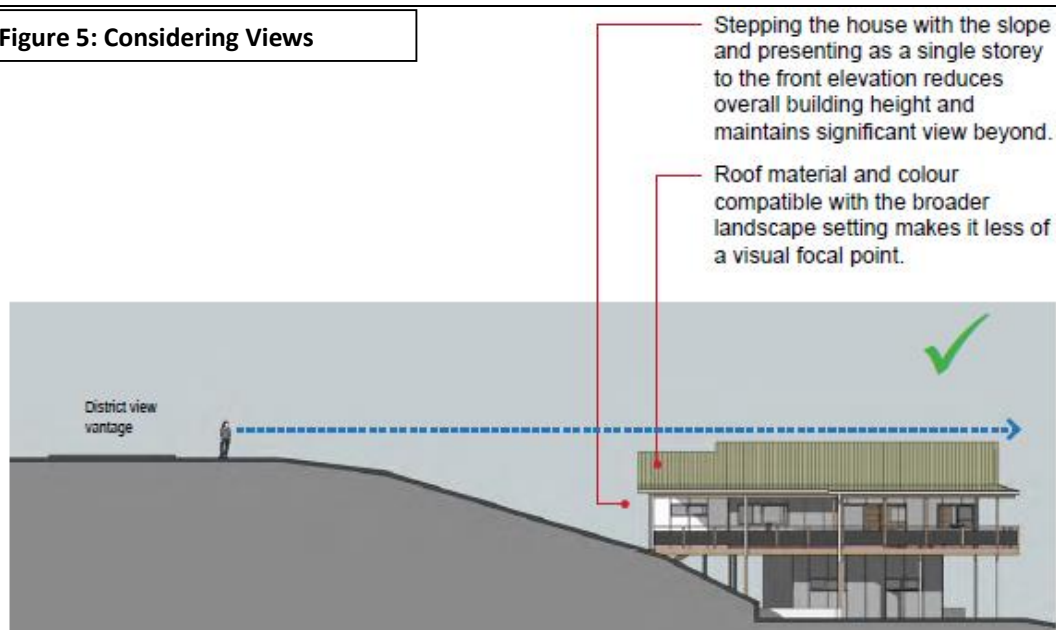 Figure 5: Considering Views
Stepping the house with the slope
and presenting as a single storey
to the front elevation reduces
overall building height and
maintains significant view beyond.
Roof material and colour
compatible with the broader
landscape setting makes it less of
a visual focal point.
District view
vantage